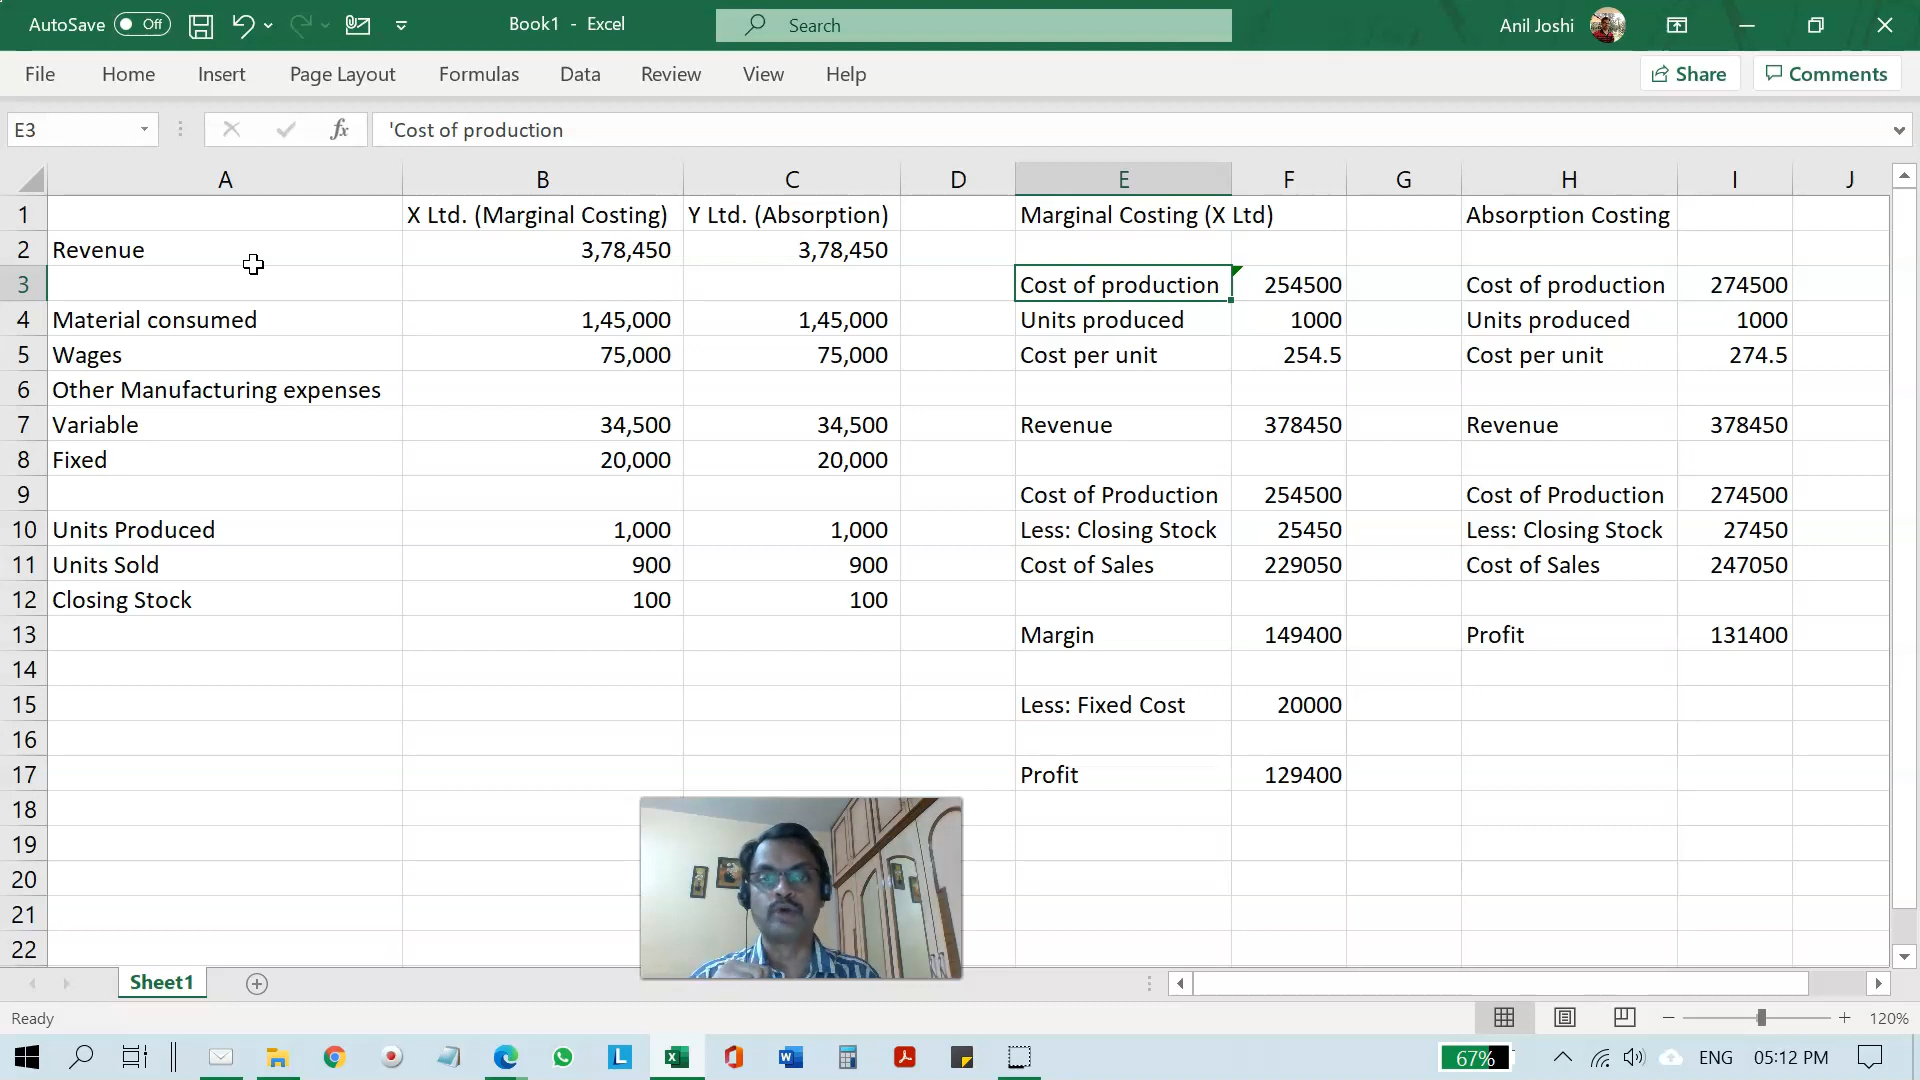 AutoSave Off Book1 - Excel Search Anil Joshi
File Home Insert Page Layout Formulas Data Review View Help Share Comments
E3 fx 'Cost of production
A B C D E F G H I J
1 X Ltd. (Marginal Costing) Y Ltd. (Absorption) Marginal Costing (X Ltd) Absorption Costing
2 Revenue 3,78,450 3,78,450
3 Cost of production 254500 Cost of production 274500
4 Material consumed 1,45,000 1,45,000 Units produced 1000 Units produced 1000
5 Wages 75,000 75,000 Cost per unit 254.5 Cost per unit 274.5
6 Other Manufacturing expenses
7 Variable 34,500 34,500 Revenue 378450 Revenue 378450
8 Fixed 20,000 20,000
9 Cost of Production 254500 Cost of Production 274500
10 Units Produced 1,000 1,000 Less: Closing Stock 25450 Less: Closing Stock 27450
11 Units Sold 900 900 Cost of Sales 229050 Cost of Sales 247050
12 Closing Stock 100 100
13 Margin 149400 Profit 131400
14
15 Less: Fixed Cost 20000
16
17 Profit 129400
18
19
20
21
22
Sheet1
Ready 120%
L 67% ENG 05:12 PM